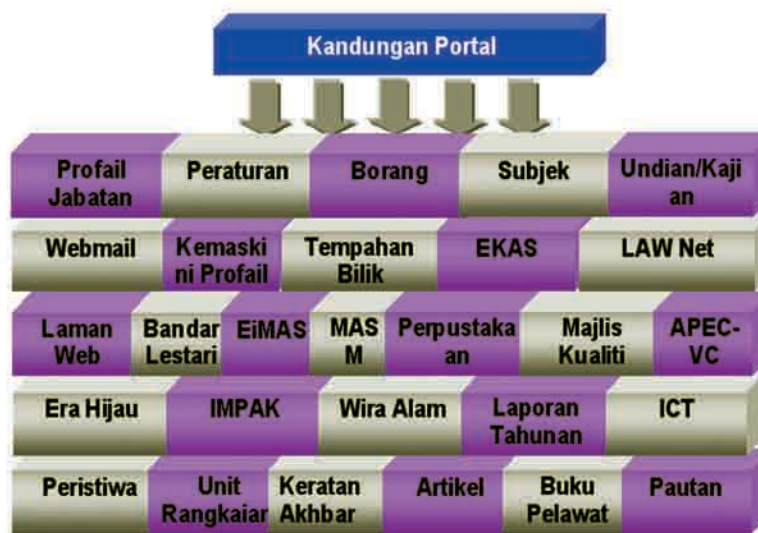 Kandungan Portal
Profail
Jabatan
Peraturan
Borang
Subjek
Undian/Kaji
an
Webmail
Kemaski
ni Profail
Tempahan
Bilik
EKAS
LAW Net
Laman
Web
Bandar
Lestari
EiMAS
MAS
M
Perpustaka
an
Majlis
Kualiti
APEC-
VC
Era Hijau
IMPAK
Wira Alam
Laporan
Tahunan
ICT
Peristiwa
Unit
Rangkaiar
Keratan
Akhbar
Artikel
Buku
Pelawat
Pautan